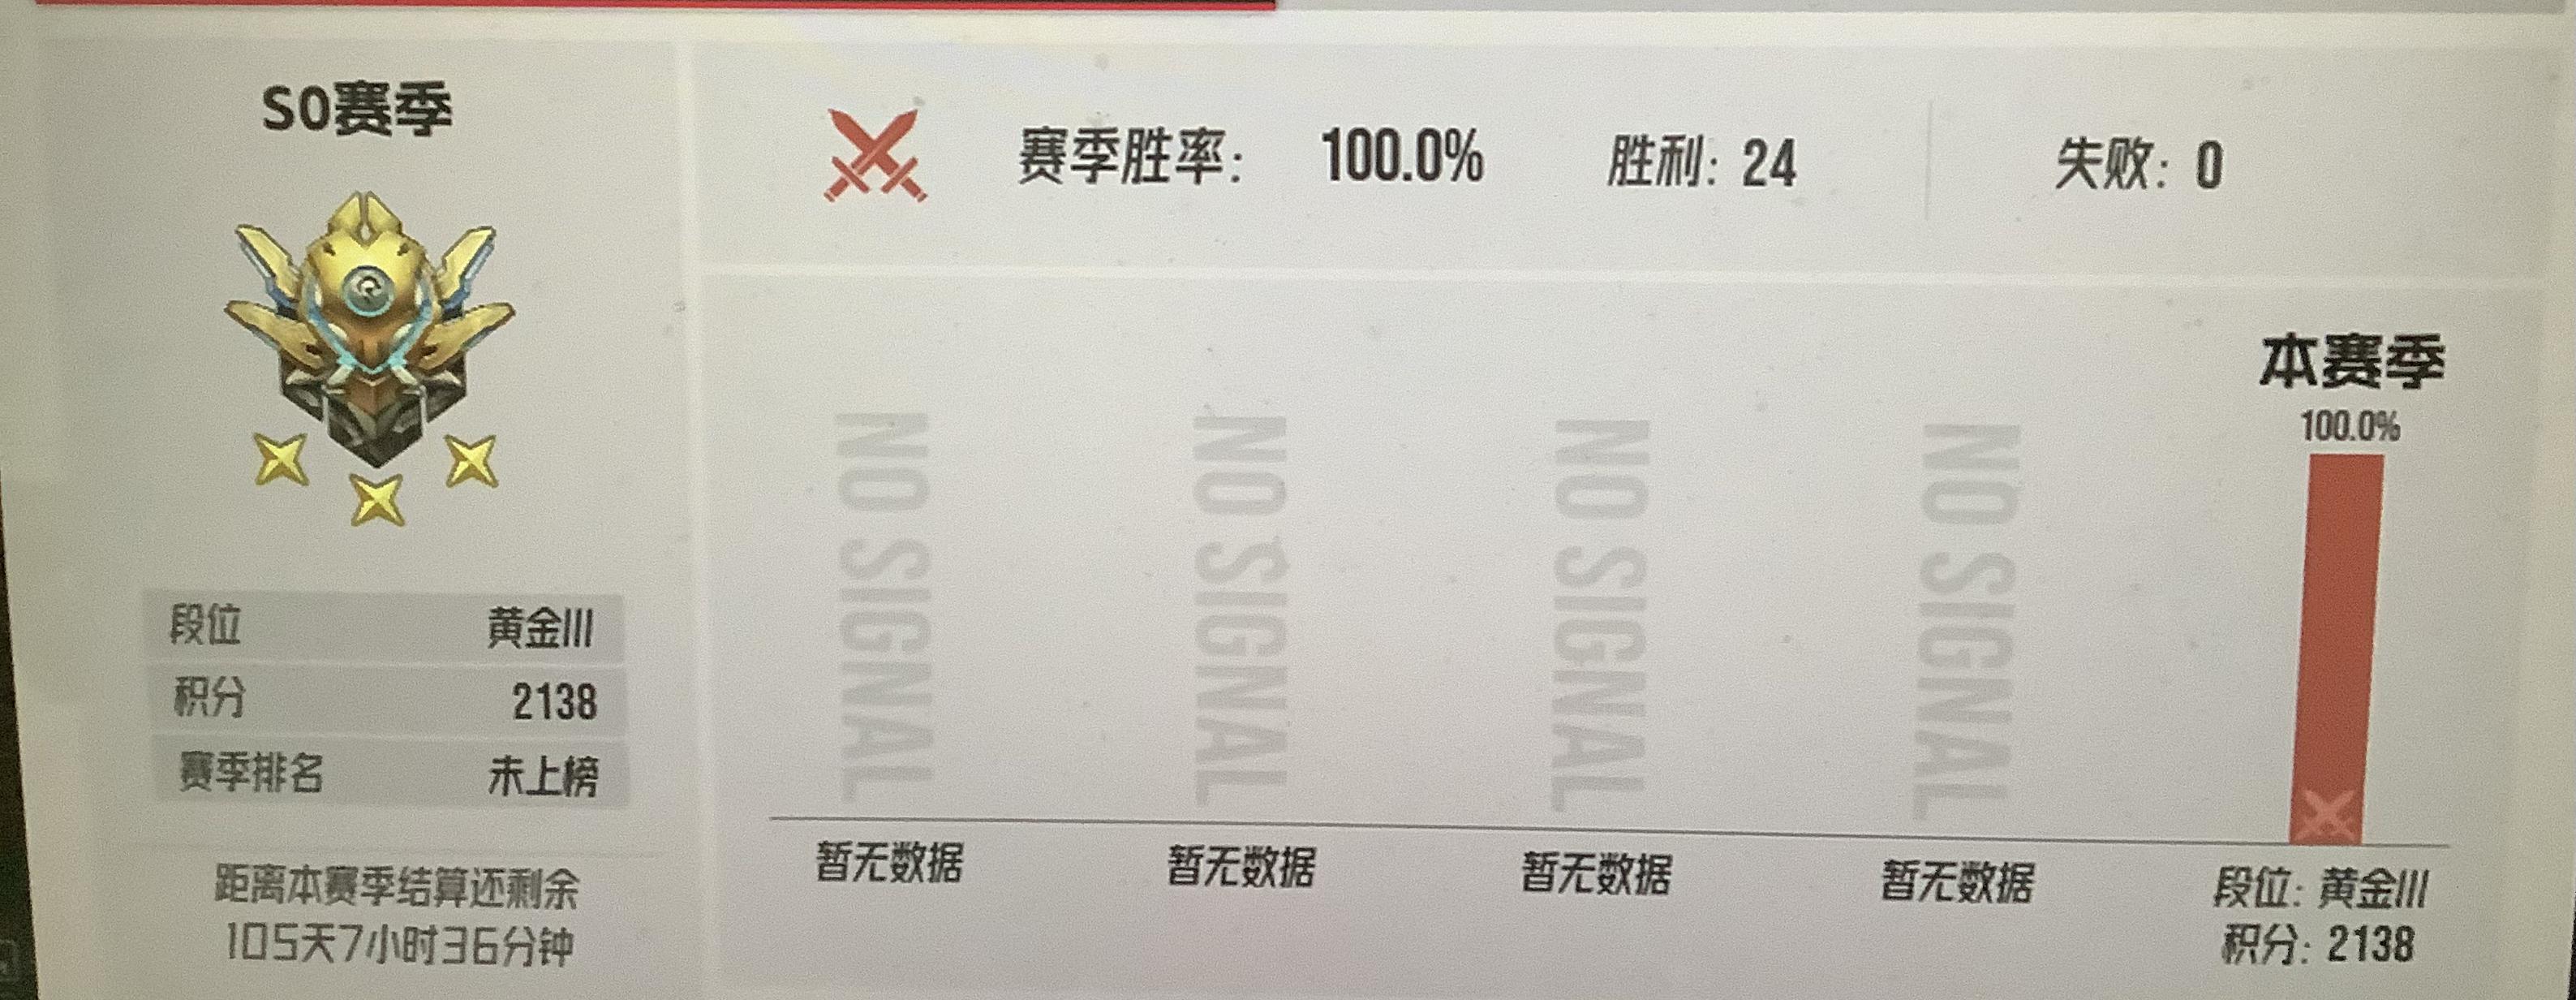 S0赛季
段位 黄金III
积分 2138
赛季排名 未上榜
距离本赛季结算还剩余
105天7小时36分钟
赛季胜率: 100.0% 胜利: 24 失败: 0
本赛季
100.0%
NO SIGNAL
NO SIGNAL
NO SIGNAL
NO SIGNAL
暂无数据
暂无数据
暂无数据
暂无数据
段位: 黄金III
积分: 2138